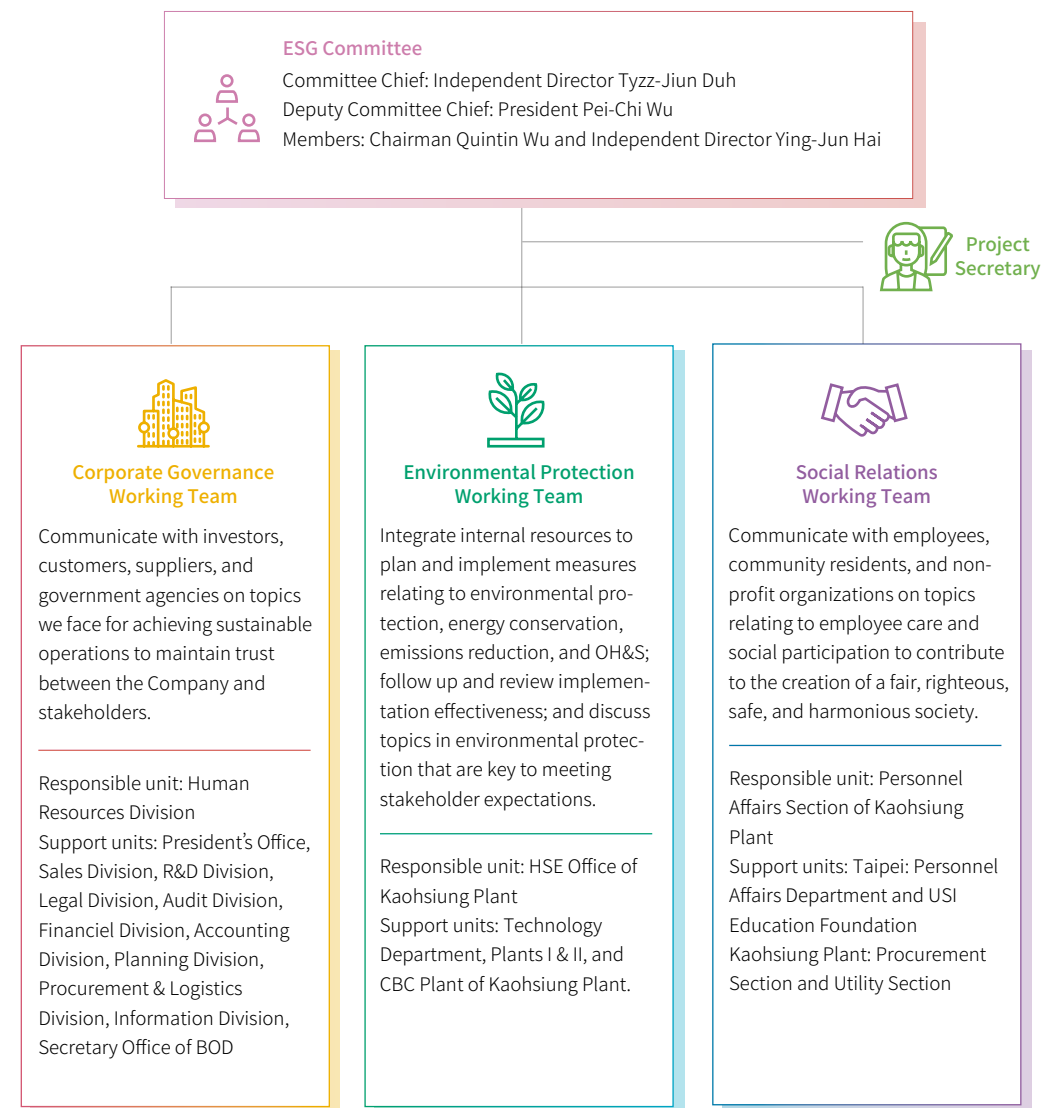 ESG Committee
Committee Chief: Independent Director Tyzz-Jiun Duh
Deputy Committee Chief: President Pei-Chi Wu
Members: Chairman Quintin Wu and Independent Director Ying-Jun Hai
Project
Secretary
Corporate Governance
Working Team
Communicate with investors,
customers, suppliers, and
government agencies on topics
we face for achieving sustainable
operations to maintain trust
between the Company and
stakeholders.
Responsible unit: Human
Resources Division
Support units: President’s Office,
Sales Division, R&D Division,
Legal Division, Audit Division,
Financiel Division, Accounting
Division, Planning Division,
Procurement & Logistics
Division, Information Division,
Secretary Office of BOD
Environmental Protection
Working Team
Integrate internal resources to
plan and implement measures
relating to environmental pro-
tection, energy conservation,
emissions reduction, and OH&S;
follow up and review implemen-
tation effectiveness; and discuss
topics in environmental protec-
tion that are key to meeting
stakeholder expectations.
Responsible unit: HSE Office of
Kaohsiung Plant
Support units: Technology
Department, Plants I & II, and
CBC Plant of Kaohsiung Plant.
Social Relations
Working Team
Communicate with employees,
community residents, and non-
profit organizations on topics
relating to employee care and
social participation to contribute
to the creation of a fair, righteous,
safe, and harmonious society.
Responsible unit: Personnel
Affairs Section of Kaohsiung
Plant
Support units: Taipei: Personnel
Affairs Department and USI
Education Foundation
Kaohsiung Plant: Procurement
Section and Utility Section